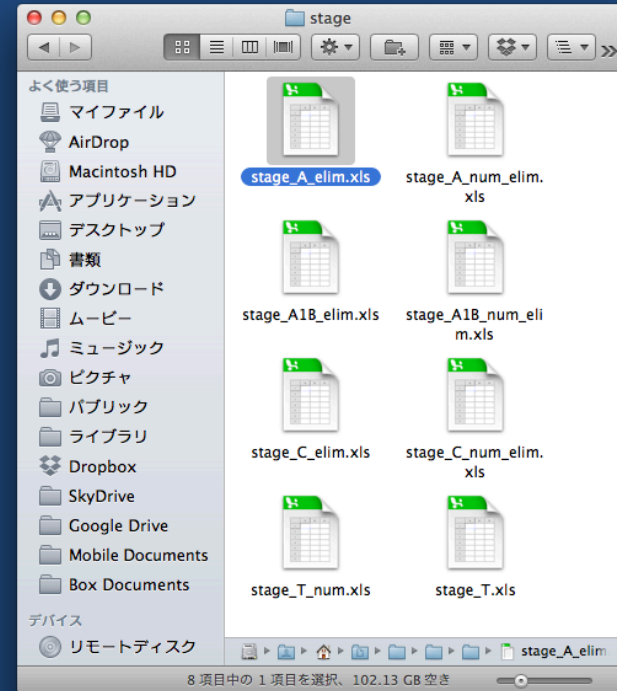 stage
よく使う項目
マイファイル
AirDrop
Macintosh HD
アプリケーション
デスクトップ
書類
ダウンロード
ムービー
ミュージック
ピクチャ
パブリック
ライブラリ
Dropbox
SkyDrive
Google Drive
Mobile Documents
Box Documents
デバイス
リモートディスク
stage_A_elim.xls
stage_A_num_elim.
xls
stage_A1B_elim.xls
stage_A1B_num_eli
m.xls
stage_C_elim.xls
stage_C_num_elim.
xls
stage_T_num.xls
stage_T.xls
stage_A_elim
8 項目中の 1 項目を選択、102.13 GB 空き